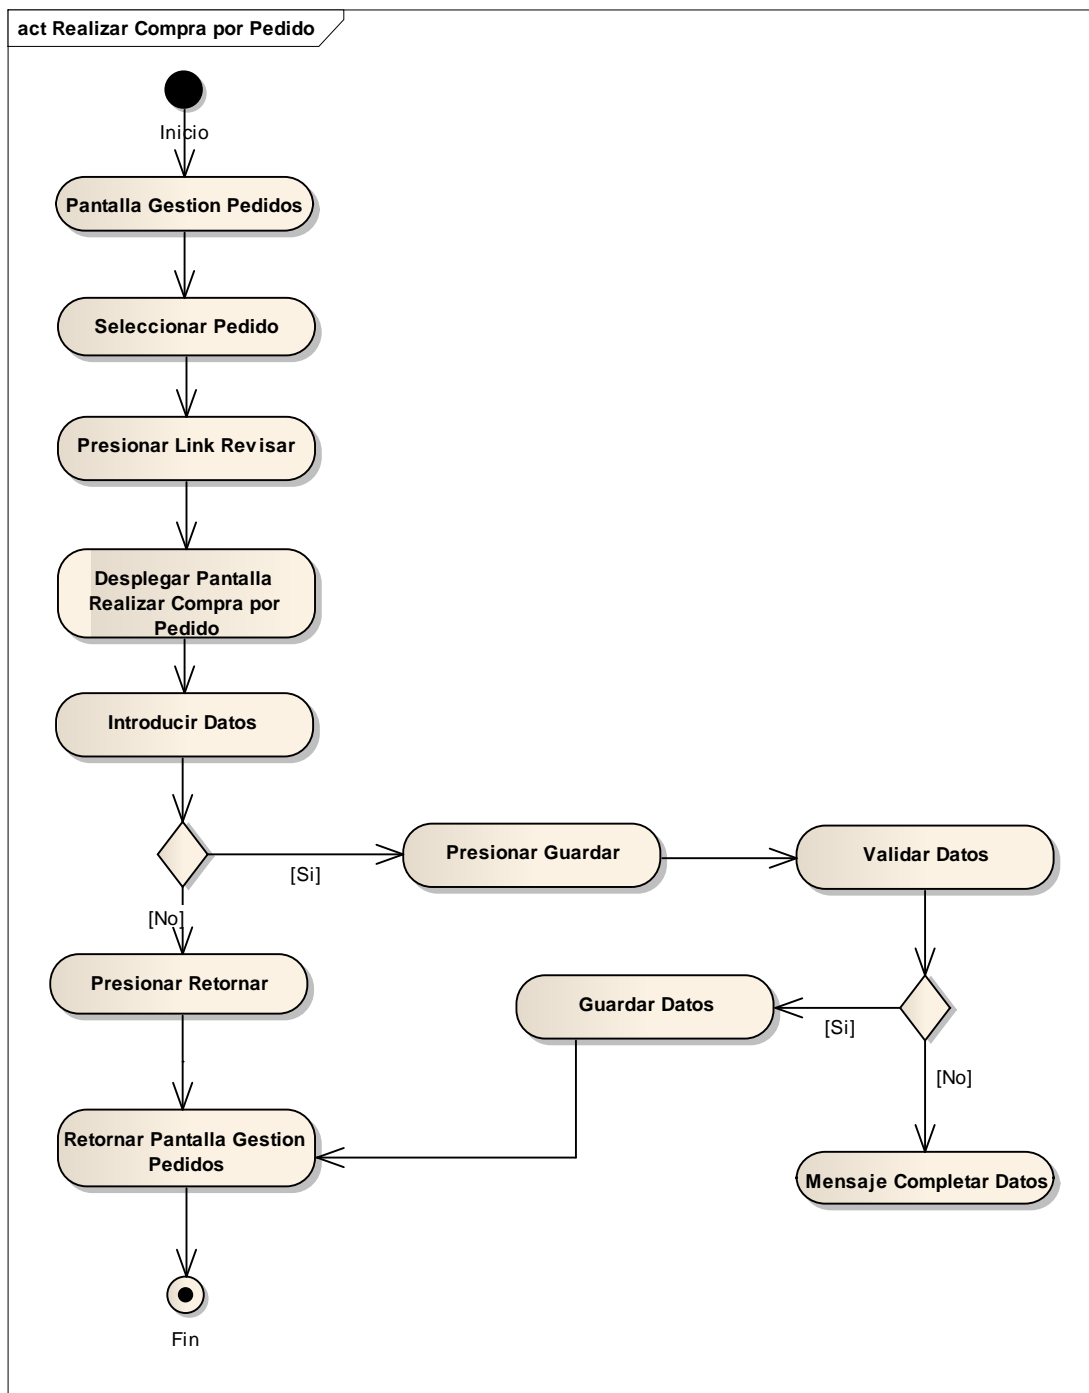 act Realizar Compra por Pedido
Inicio
Pantalla Gestion Pedidos
Seleccionar Pedido
Presionar Link Revisar
Desplegar Pantalla
Realizar Compra por
Pedido
Introducir Datos
Presionar Guardar
Validar Datos
[Si]
[No]
Presionar Retornar
Guardar Datos
[Si]
[No]
Retornar Pantalla Gestion
Pedidos
Mensaje Completar Datos
Fin